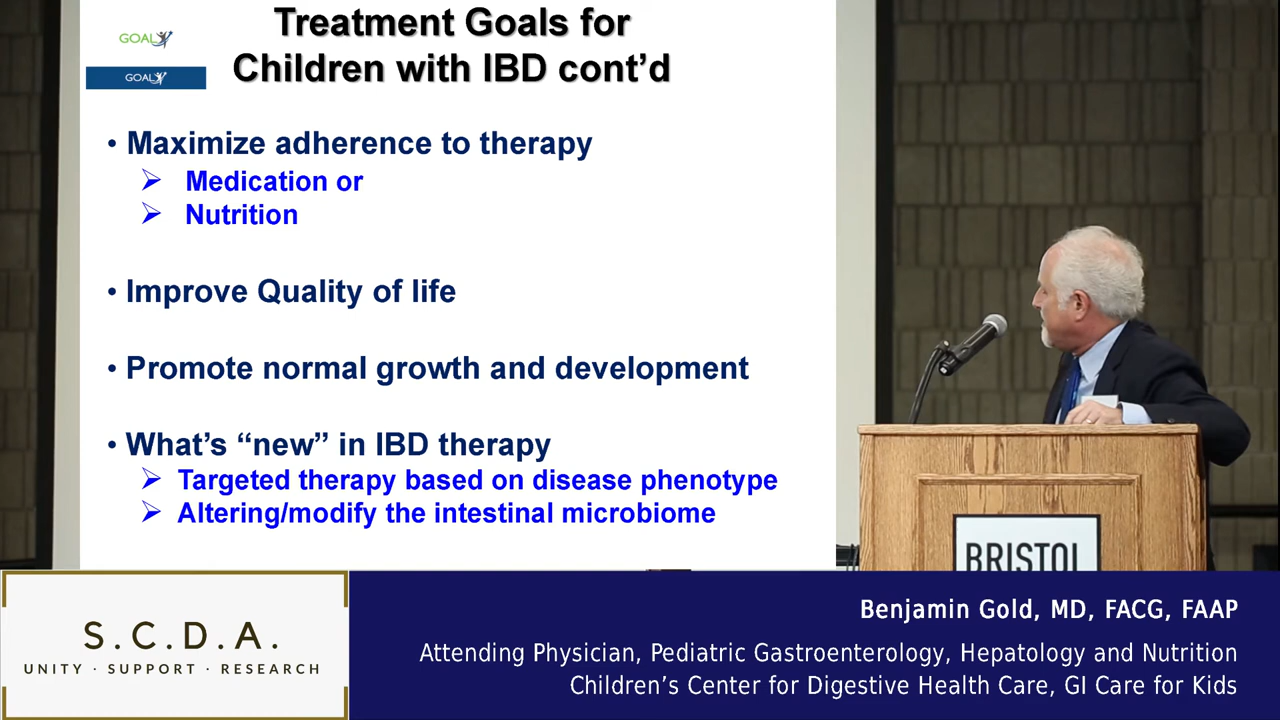 Treatment Goals for
Children with IBD cont’d
GOAL
GOAL
• Maximize adherence to therapy
➢ Medication or
➢ Nutrition
• Improve Quality of life
• Promote normal growth and development
• What’s “new” in IBD therapy
➢ Targeted therapy based on disease phenotype
➢ Altering/modify the intestinal microbiome
BRISTOL
S.C.D.A.
UNITY · SUPPORT · RESEARCH
Benjamin Gold, MD, FACG, FAAP
Attending Physician, Pediatric Gastroenterology, Hepatology and Nutrition
Children’s Center for Digestive Health Care, GI Care for Kids